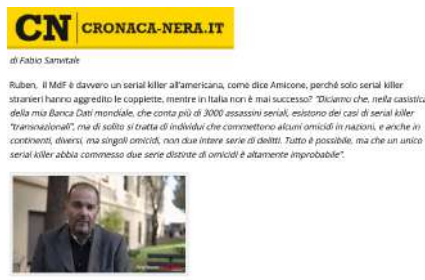 CN CRONACA-NERA.IT
di Fabio Sanvitale
Ruben, il MdF è davvero un serial killer all'americana, come dice Amicone, perché solo serial killer
stranieri hanno aggredito le coppiette, mentre in Italia non è mai successo? "Diciamo che, nella casistica
della mia Banca Dati mondiale, che conta più di 3000 assassini seriali, esistono dei casi di serial killer
"transnazionali", ma di solito si tratta di individui che commettono alcuni omicidi in nazioni, e anche in
continenti, diversi, ma singoli omicidi, non due intere serie di delitti. Tutto è possibile, ma che un unico
serial killer abbia commesso due serie distinte di omicidi è altamente improbabile".